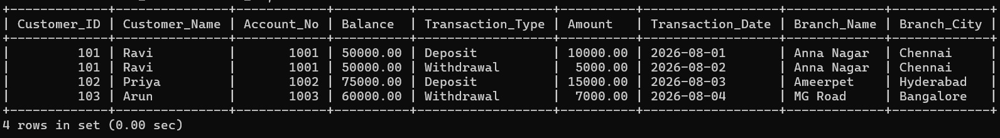 +-------------+---------------+------------+----------+------------------+----------+------------------+-------------+-------------+
| Customer_ID | Customer_Name | Account_No | Balance  | Transaction_Type | Amount   | Transaction_Date | Branch_Name | Branch_City |
+-------------+---------------+------------+----------+------------------+----------+------------------+-------------+-------------+
|         101 | Ravi          |       1001 | 50000.00 | Deposit          | 10000.00 | 2026-08-01       | Anna Nagar  | Chennai     |
|         101 | Ravi          |       1001 | 50000.00 | Withdrawal       |  5000.00 | 2026-08-02       | Anna Nagar  | Chennai     |
|         102 | Priya         |       1002 | 75000.00 | Deposit          | 15000.00 | 2026-08-03       | Ameerpet    | Hyderabad   |
|         103 | Arun          |       1003 | 60000.00 | Withdrawal       |  7000.00 | 2026-08-04       | MG Road     | Bangalore   |
+-------------+---------------+------------+----------+------------------+----------+------------------+-------------+-------------+
4 rows in set (0.00 sec)